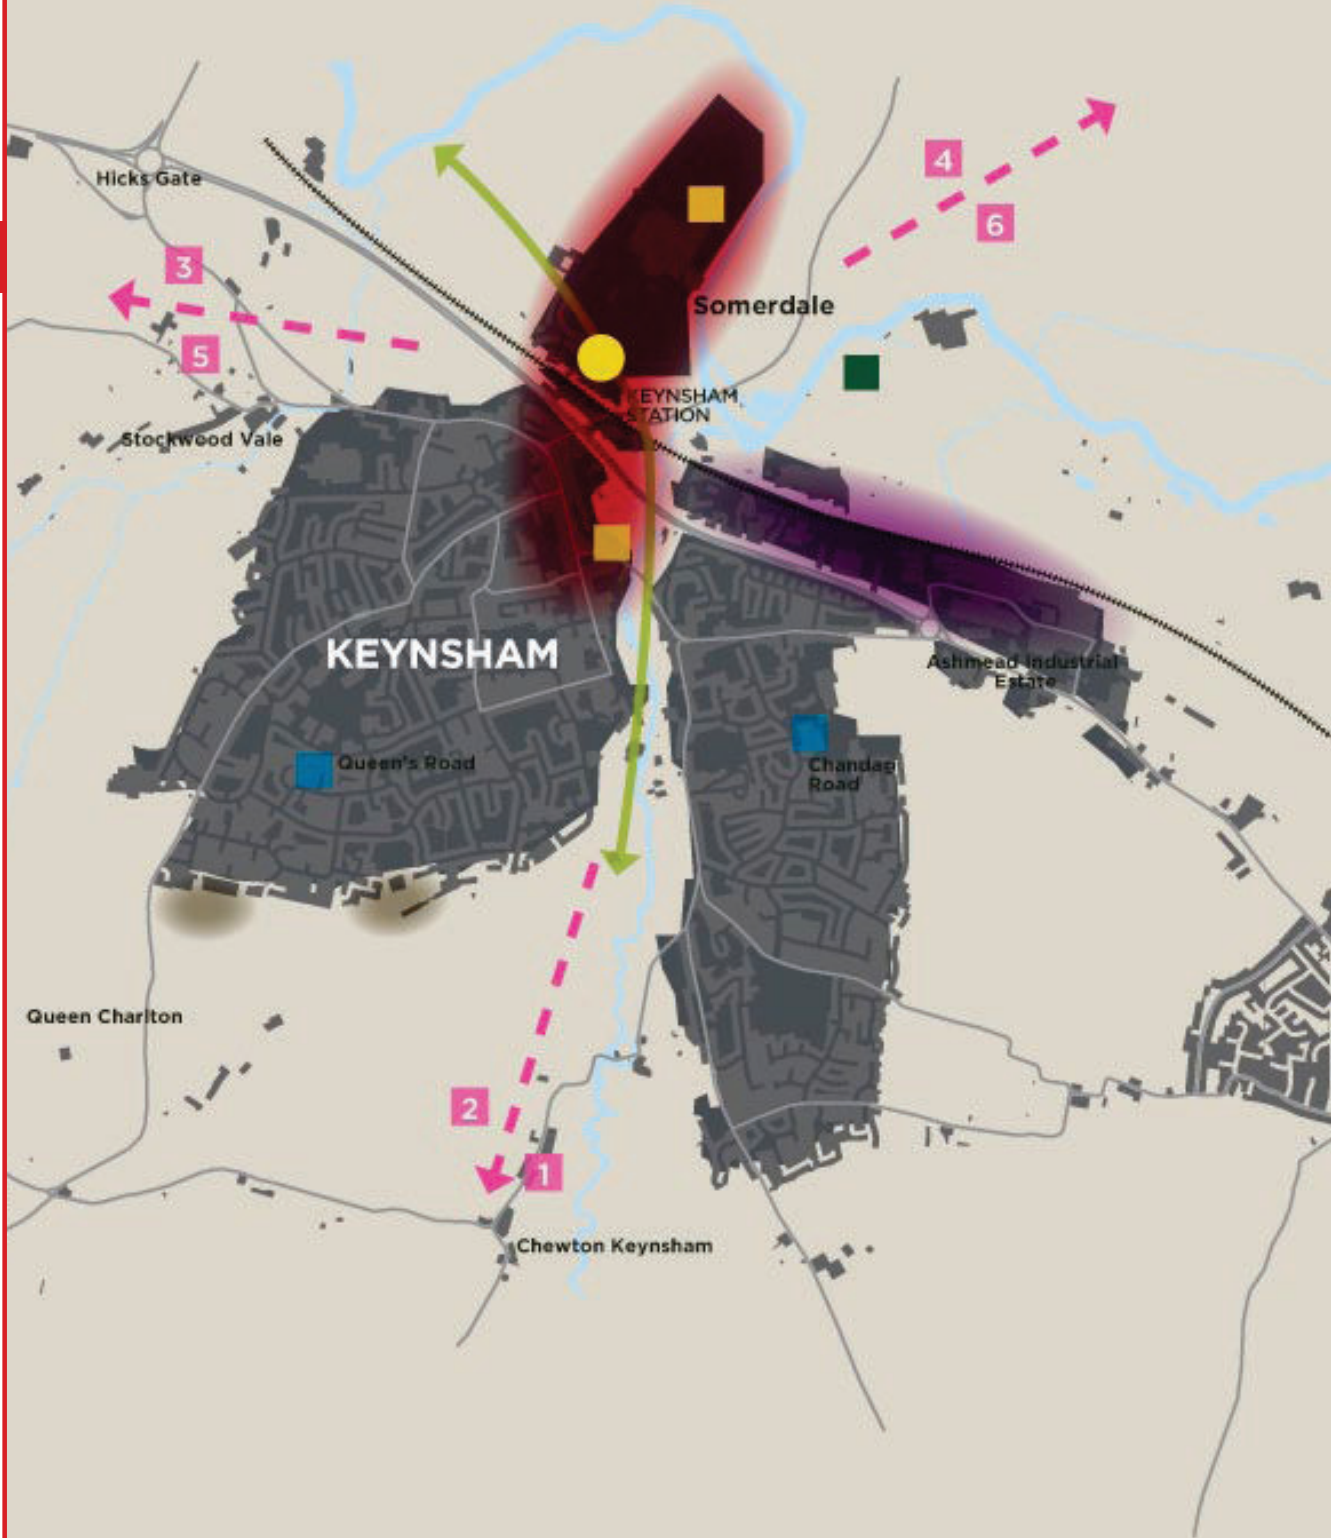 4
Hicks Gate
6
3
Somerdale
5
KEYNSHAM
STATION
Stockwood Vale
KEYNSHAM
Ashmead Industrial
Estate
Queen's Road
Chandag
Road
Queen Charlton
2
1
Chewton Keynsham